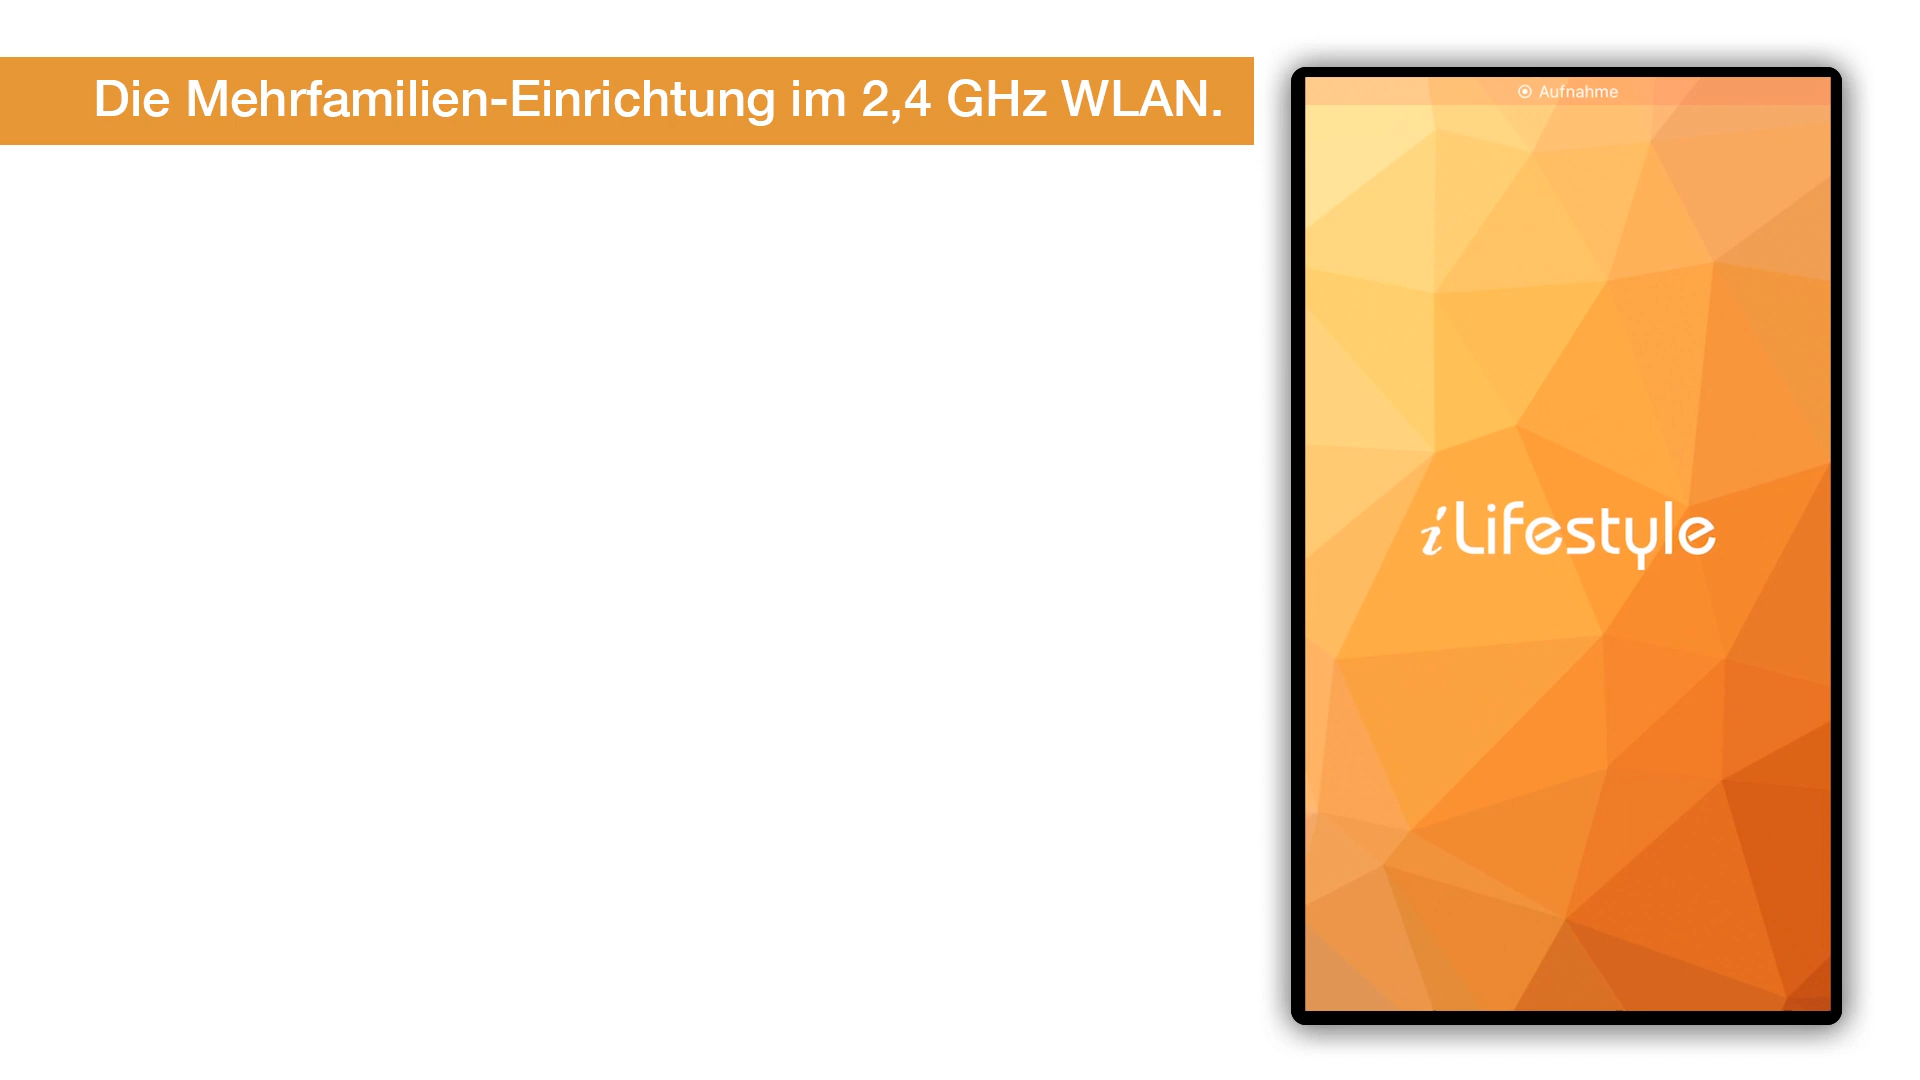 Die Mehrfamilien-Einrichtung im 2,4 GHz WLAN.
Aufnahme
iLifestyle